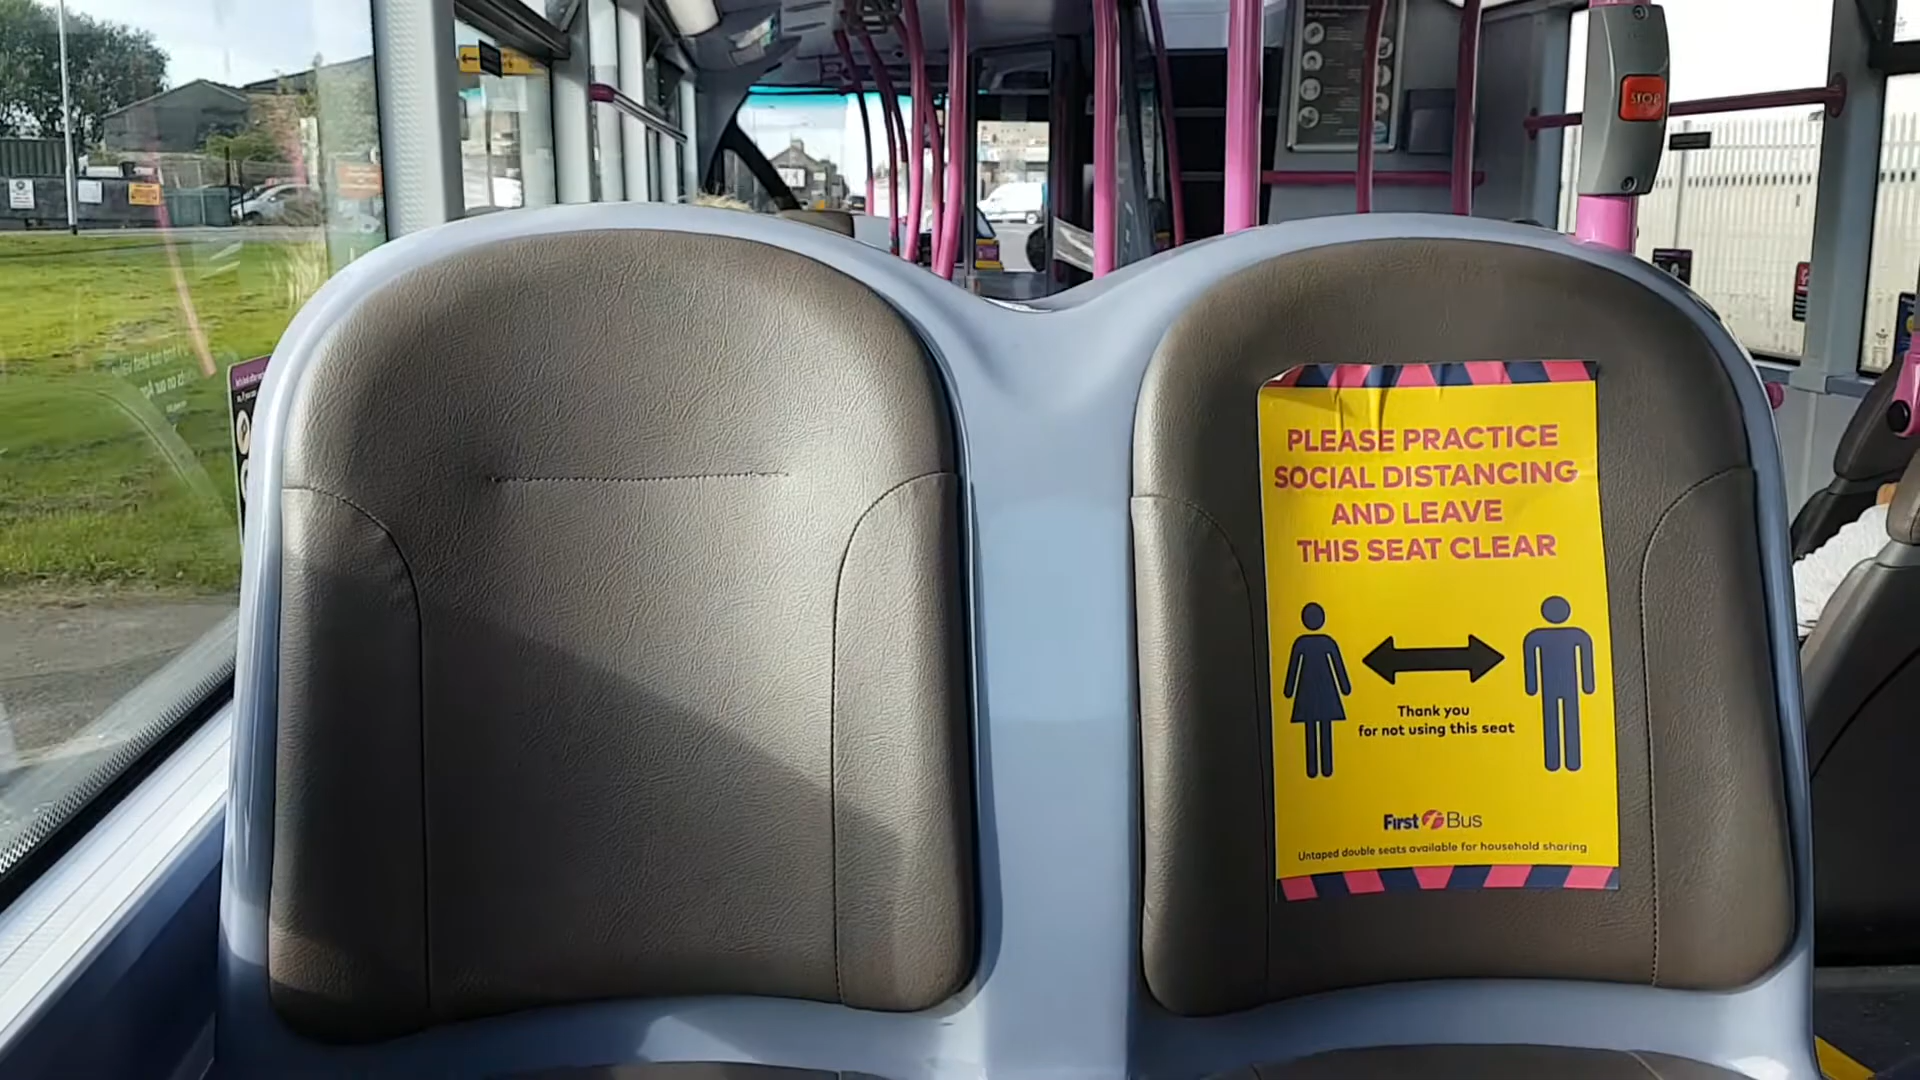 STOP
PLEASE PRACTICE
SOCIAL DISTANCING
AND LEAVE
THIS SEAT CLEAR
Thank you
for not using this seat
First Bus
Untaped double seats available for household sharing